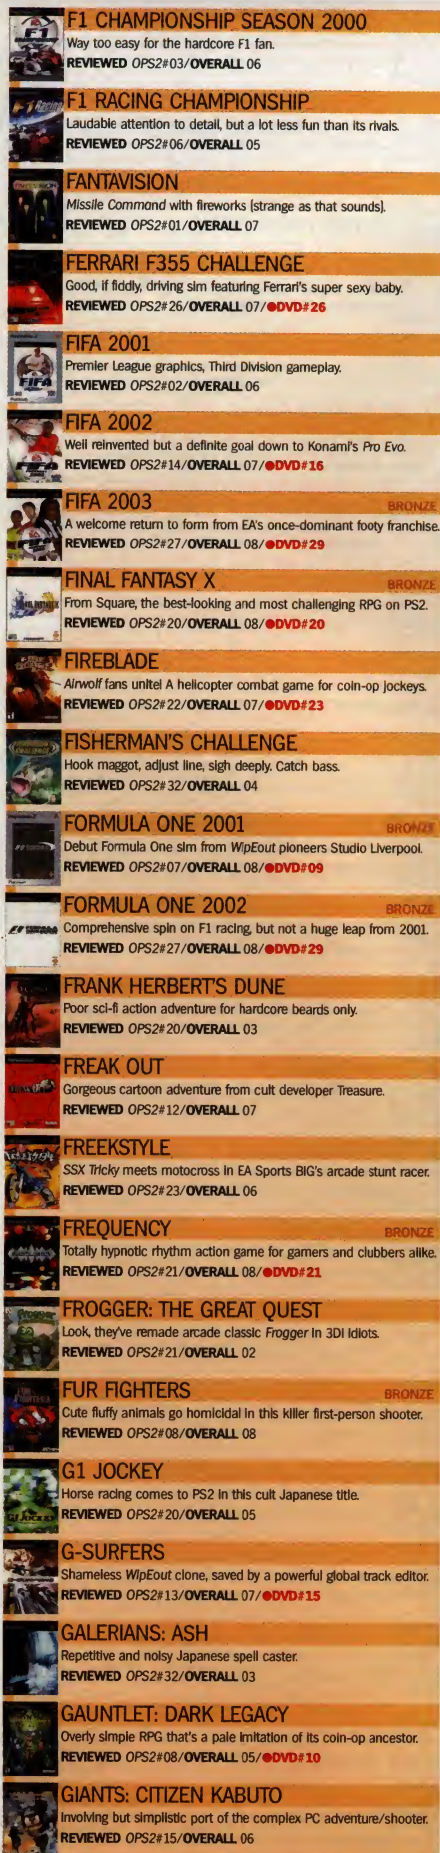 F1 CHAMPIONSHIP SEASON 2000
Way too easy for the hardcore F1 fan.
REVIEWED OPS2#03/OVERALL 06
F1 RACING CHAMPIONSHIP
Laudable attention to detail, but a lot less fun than its rivals.
REVIEWED OPS2#06/OVERALL 05
FANTAVISION
Missile Command with fireworks (strange as that sounds).
REVIEWED OPS2#01/OVERALL 07
FERRARI F355 CHALLENGE
Good, if fiddly, driving sim featuring Ferrari's super sexy baby.
REVIEWED OPS2#26/OVERALL 07/●DVD#26
FIFA 2001
Premier League graphics, Third Division gameplay.
REVIEWED OPS2#02/OVERALL 06
FIFA 2002
Well reinvented but a definite goal down to Konami's Pro Evo.
REVIEWED OPS2#14/OVERALL 07/●DVD#16
FIFA 2003 BRONZE
A welcome return to form from EA's once-dominant footy franchise.
REVIEWED OPS2#27/OVERALL 08/●DVD#29
FINAL FANTASY X BRONZE
From Square, the best-looking and most challenging RPG on PS2.
REVIEWED OPS2#20/OVERALL 08/●DVD#20
FIREBLADE
Airwolf fans unite! A helicopter combat game for coin-op jockeys.
REVIEWED OPS2#22/OVERALL 07/●DVD#23
FISHERMAN'S CHALLENGE
Hook maggot, adjust line, sigh deeply. Catch bass.
REVIEWED OPS2#32/OVERALL 04
FORMULA ONE 2001 BRONZE
Debut Formula One sim from WipEout pioneers Studio Liverpool.
REVIEWED OPS2#07/OVERALL 08/●DVD#09
FORMULA ONE 2002 BRONZE
Comprehensive spin on F1 racing, but not a huge leap from 2001.
REVIEWED OPS2#27/OVERALL 08/●DVD#29
FRANK HERBERT'S DUNE
Poor sci-fi action adventure for hardcore beards only.
REVIEWED OPS2#20/OVERALL 03
FREAK OUT
Gorgeous cartoon adventure from cult developer Treasure.
REVIEWED OPS2#12/OVERALL 07
FREEKSTYLE
SSX Tricky meets motocross in EA Sports BIG's arcade stunt racer.
REVIEWED OPS2#23/OVERALL 06
FREQUENCY BRONZE
Totally hypnotic rhythm action game for gamers and clubbers alike.
REVIEWED OPS2#21/OVERALL 08/●DVD#21
FROGGER: THE GREAT QUEST
Look, they've remade arcade classic Frogger in 3D! Idiots.
REVIEWED OPS2#21/OVERALL 02
FUR FIGHTERS BRONZE
Cute fluffy animals go homicidal in this killer first-person shooter.
REVIEWED OPS2#08/OVERALL 08
G1 JOCKEY
Horse racing comes to PS2 in this cult Japanese title.
REVIEWED OPS2#20/OVERALL 05
G-SURFERS
Shameless WipEout clone, saved by a powerful global track editor.
REVIEWED OPS2#13/OVERALL 07/●DVD#15
GALERIANS: ASH
Repetitive and noisy Japanese spell caster.
REVIEWED OPS2#32/OVERALL 03
GAUNTLET: DARK LEGACY
Overly simple RPG that's a pale imitation of its coin-op ancestor.
REVIEWED OPS2#08/OVERALL 05/●DVD#10
GIANTS: CITIZEN KABUTO
Involving but simplistic port of the complex PC adventure/shooter.
REVIEWED OPS2#15/OVERALL 06